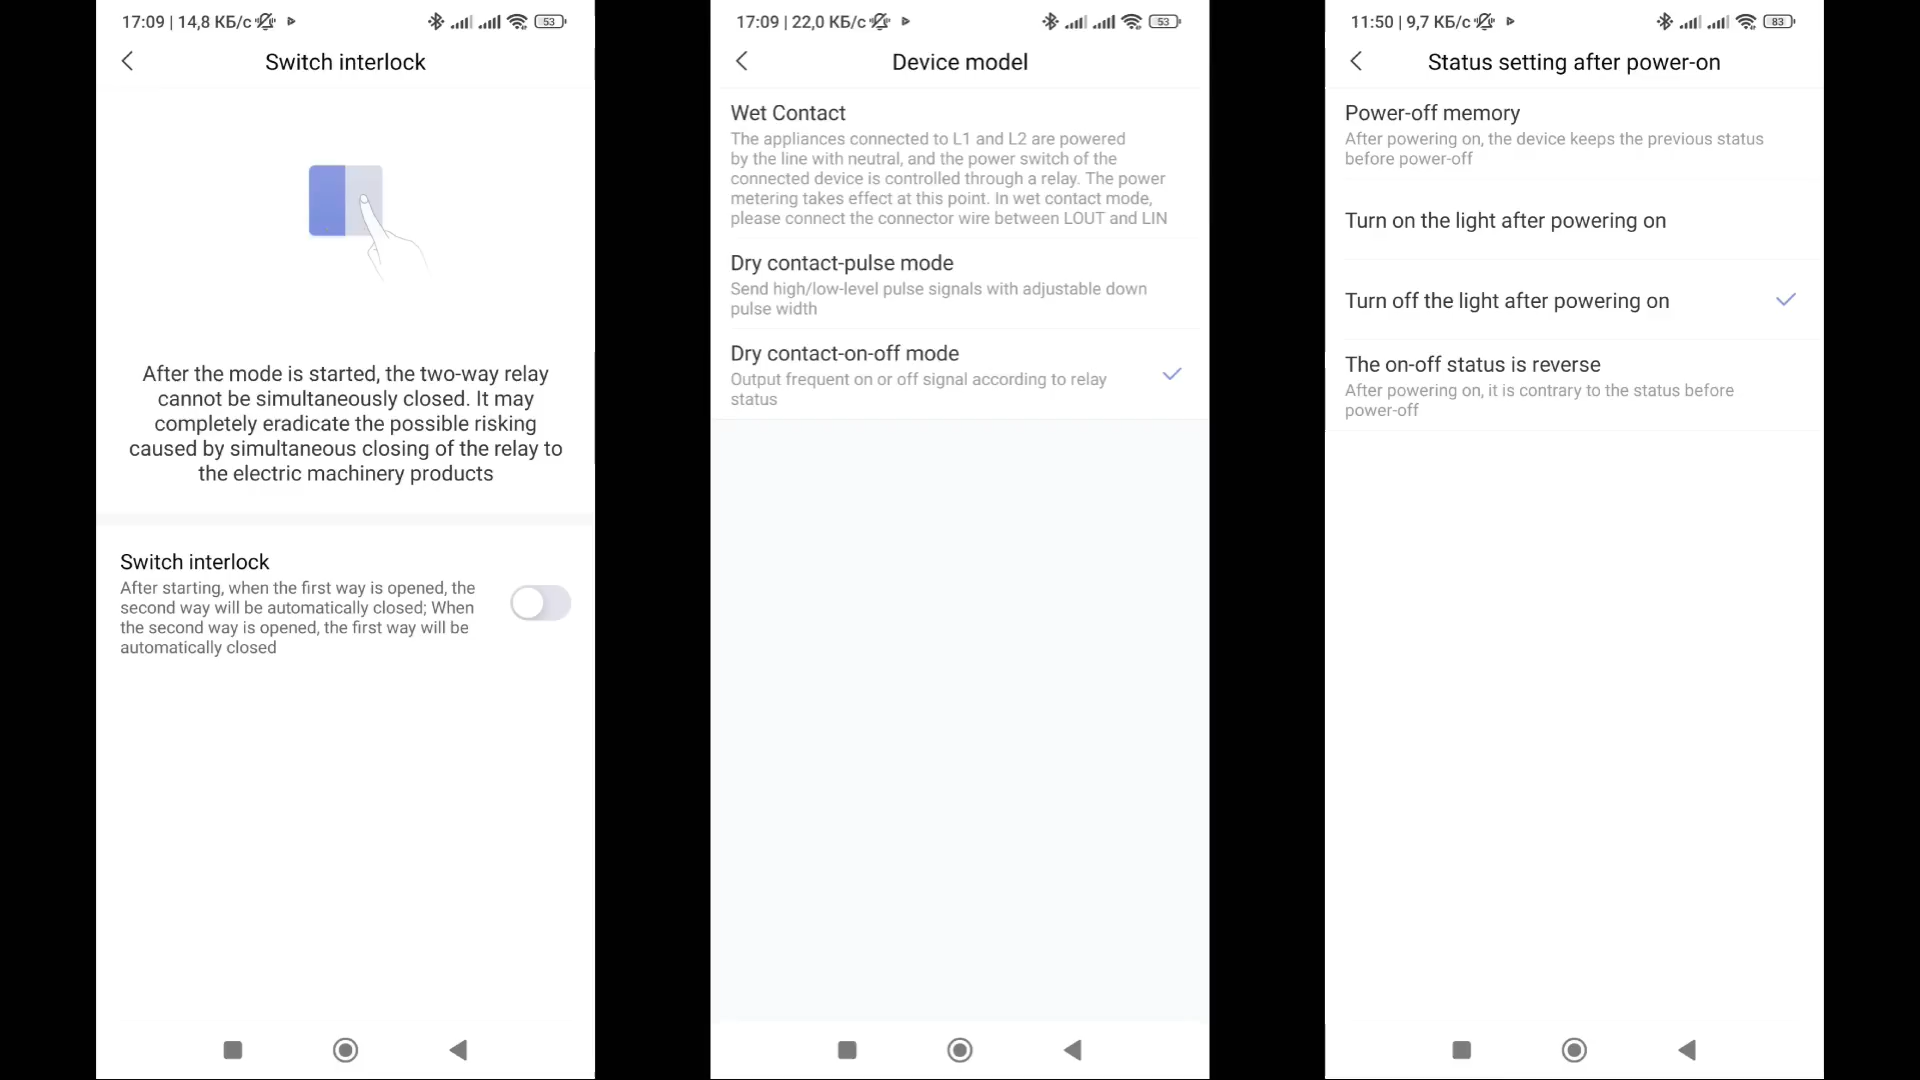 17:09 | 14,8 КБ/с
53
Switch interlock
After the mode is started, the two-way relay
cannot be simultaneously closed. It may
completely eradicate the possible risking
caused by simultaneous closing of the relay to
the electric machinery products
Switch interlock
After starting, when the first way is opened, the
second way will be automatically closed; When
the second way is opened, the first way will be
automatically closed
17:09 | 22,0 КБ/с
53
Device model
Wet Contact
The appliances connected to L1 and L2 are powered
by the line with neutral, and the power switch of the
connected device is controlled through a relay. The power
metering takes effect at this point. In wet contact mode,
please connect the connector wire between LOUT and LIN
Dry contact-pulse mode
Send high/low-level pulse signals with adjustable down
pulse width
Dry contact-on-off mode
Output frequent on or off signal according to relay
status
11:50 | 9,7 КБ/с
83
Status setting after power-on
Power-off memory
After powering on, the device keeps the previous status
before power-off
Turn on the light after powering on
Turn off the light after powering on
The on-off status is reverse
After powering on, it is contrary to the status before
power-off